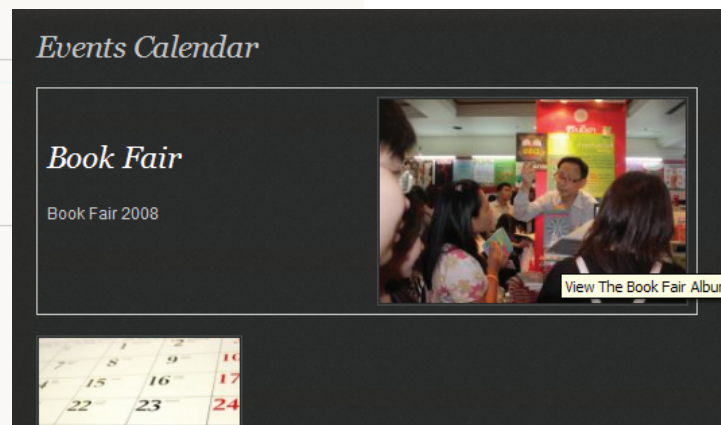 Events Calendar
Book Fair
Book Fair 2008
View The Book Fair Albu
1 2
7 8 9 10
15 16 17
22 23 24